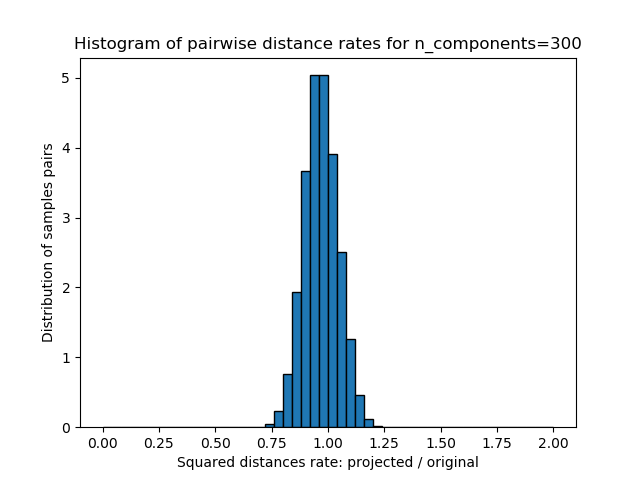 Histogram of pairwise distance rates for n_components=300
Distribution of samples pairs
5
4
3
2
1
0
0.00 0.25 0.50 0.75 1.00 1.25 1.50 1.75 2.00
Squared distances rate: projected / original